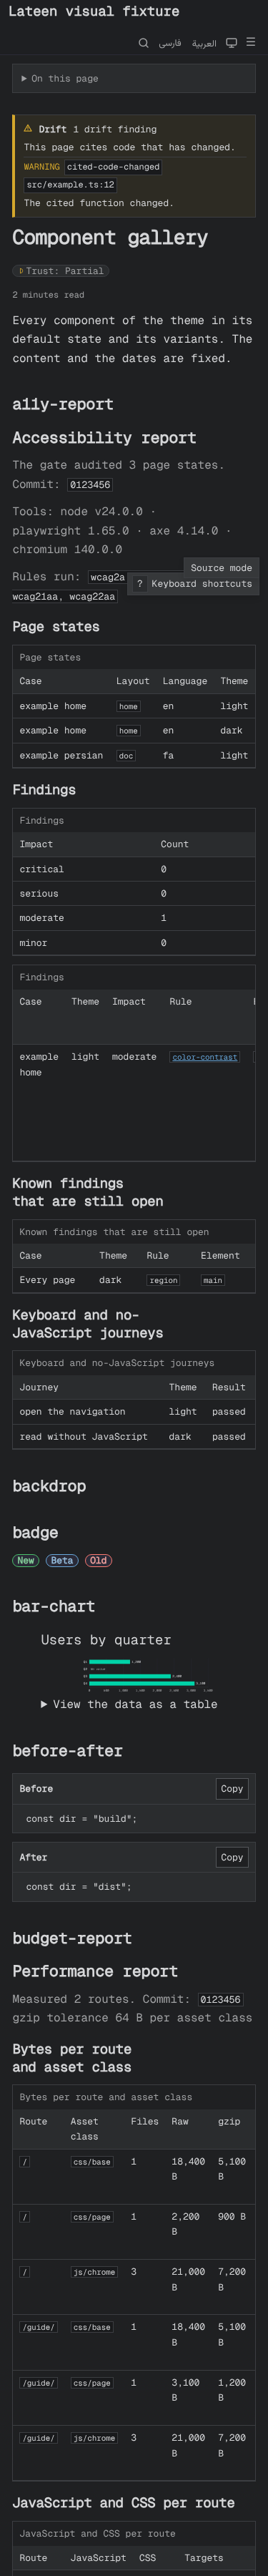 Lateen visual fixture
فارسی العربية
On this page
Drift 1 drift finding
This page cites code that has changed.
WARNING cited-code-changed
src/example.ts:12
The cited function changed.
Component gallery
Trust: Partial
2 minutes read
Every component of the theme in its
default state and its variants. The
content and the dates are fixed.
a11y-report
Accessibility report
The gate audited 3 page states.
Commit: 0123456
Tools: node v24.0.0 ·
playwright 1.65.0 · axe 4.14.0 ·
chromium 140.0.0
Source mode
Rules run: wcag2a
? Keyboard shortcuts
wcag21aa, wcag22aa
Page states
Page states
Case Layout Language Theme
example home home en light
example home home en dark
example persian doc fa light
Findings
Findings
Impact Count
critical 0
serious 0
moderate 1
minor 0
Findings
Case Theme Impact Rule
example light moderate color-contrast
home
Known findings
that are still open
Known findings that are still open
Case Theme Rule Element
Every page dark region main
Keyboard and no-
JavaScript journeys
Keyboard and no-JavaScript journeys
Journey Theme Result
open the navigation light passed
read without JavaScript dark passed
backdrop
badge
New Beta Old
bar-chart
Users by quarter
View the data as a table
before-after
Before Copy
const dir = "build";
After Copy
const dir = "dist";
budget-report
Performance report
Measured 2 routes. Commit: 0123456
gzip tolerance 64 B per asset class
Bytes per route
and asset class
Bytes per route and asset class
Route Asset Files Raw gzip
class
/ css/base 1 18,400 5,100
B B
/ css/page 1 2,200 900 B
B
/ js/chrome 3 21,000 7,200
B B
/guide/ css/base 1 18,400 5,100
B B
/guide/ css/page 1 3,100 1,200
B B
/guide/ js/chrome 3 21,000 7,200
B B
JavaScript and CSS per route
JavaScript and CSS per route
Route JavaScript CSS Targets